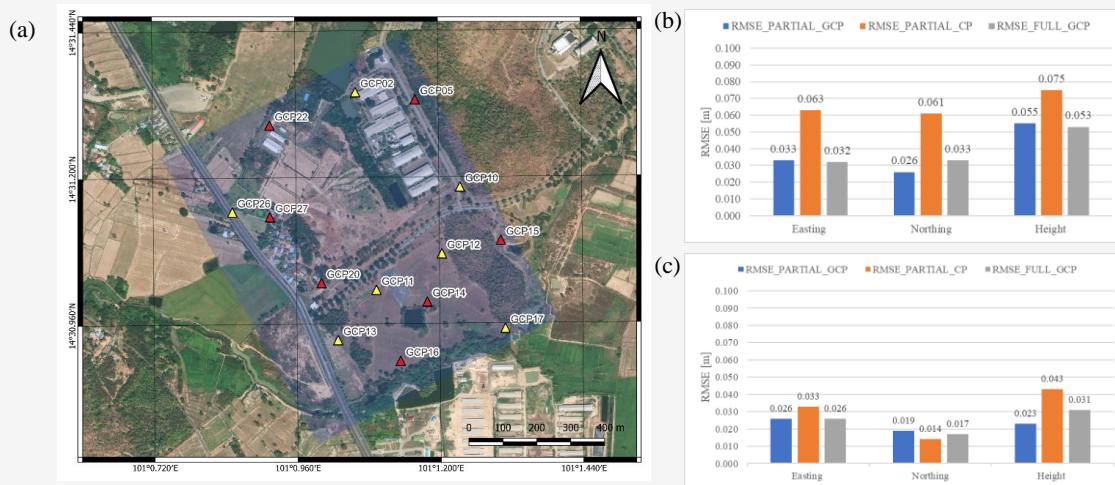 (a)
14°31.440'N
14°31.200'N
14°30.960'N
N
GCP02
GCP05
GCP22
GCP10
GCP26
GCP27
GCP15
GCP12
GCP20
GCP11
GCP14
GCP17
GCP13
GCP16
0 100 200 300 400 m
101°0.720'E 101°0.960'E 101°1.200'E 101°1.440'E
(b)
RMSE_PARTIAL_GCP RMSE_PARTIAL_CP RMSE_FULL_GCP
RMSE [m]
0.100
0.090
0.080
0.070
0.060
0.050
0.040
0.030
0.020
0.010
0.000
0.033 0.063 0.032
0.026 0.061 0.033
0.055 0.075 0.053
Easting Northing Height
(c)
RMSE_PARTIAL_GCP RMSE_PARTIAL_CP RMSE_FULL_GCP
RMSE [m]
0.100
0.090
0.080
0.070
0.060
0.050
0.040
0.030
0.020
0.010
0.000
0.026 0.033 0.026
0.019 0.014 0.017
0.023 0.043 0.031
Easting Northing Height